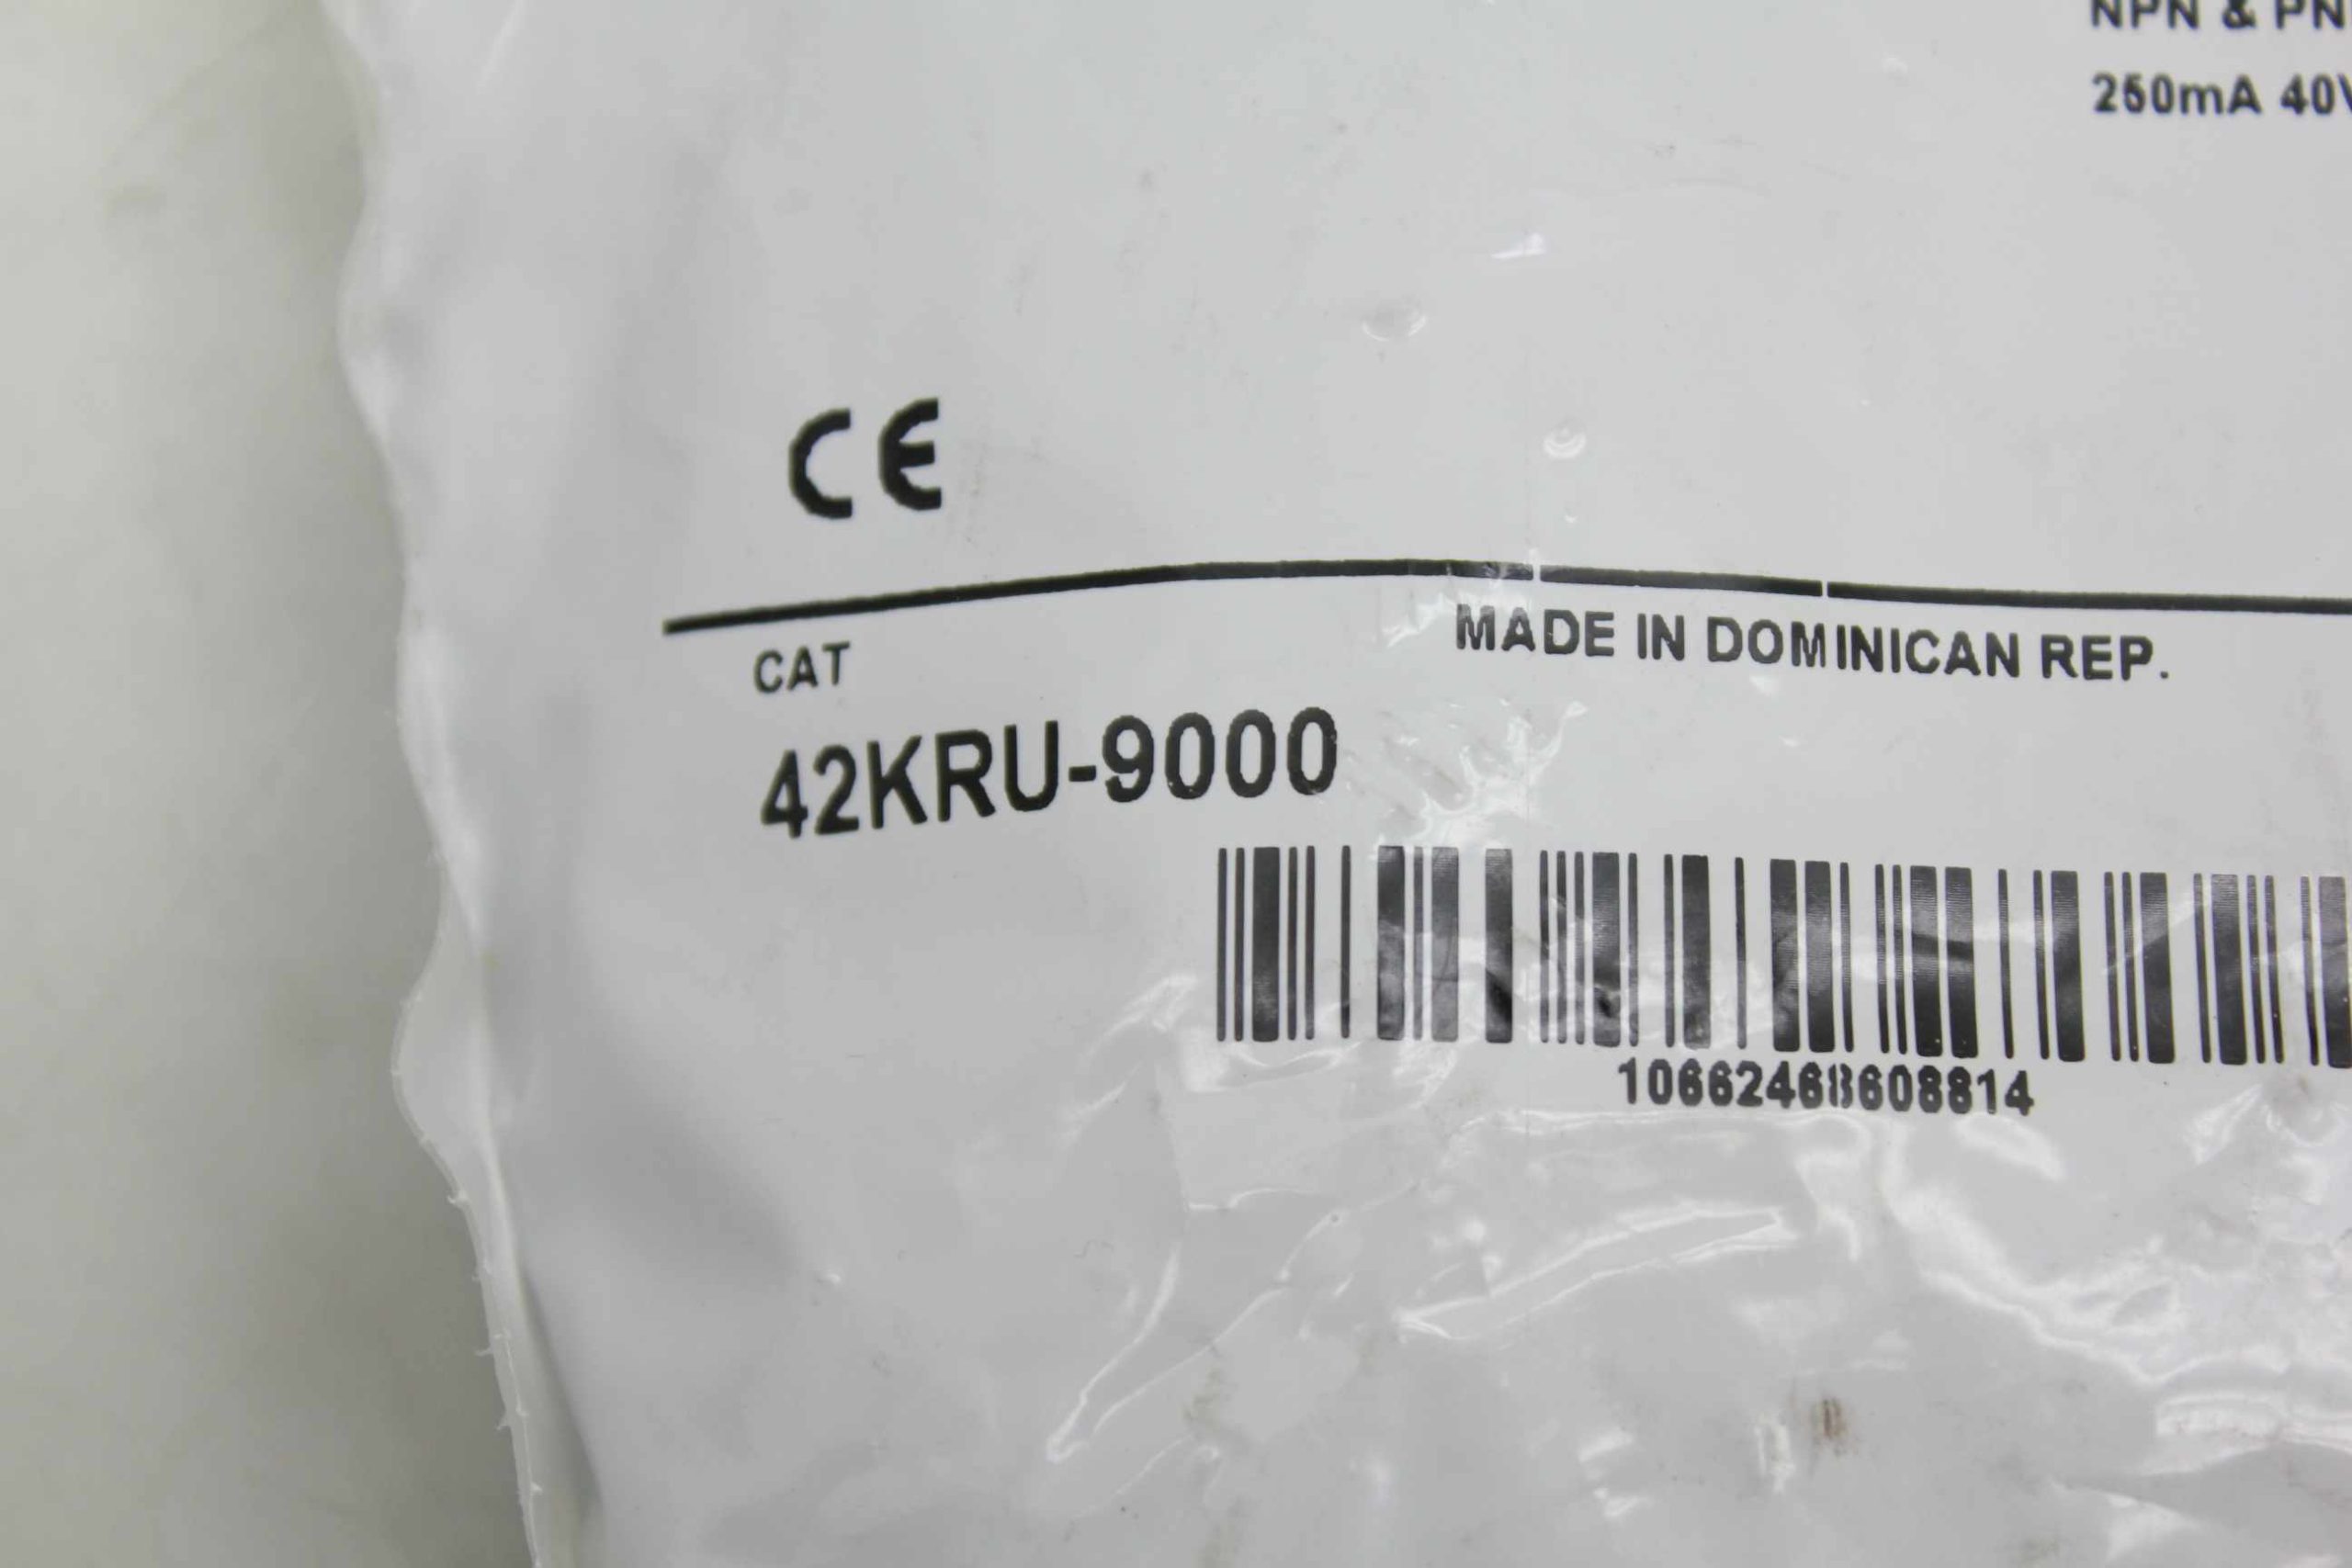 NPN & PN
250mA 40V
CE
MADE IN DOMINICAN REP.
CAT
42KRU-9000
10662468608814